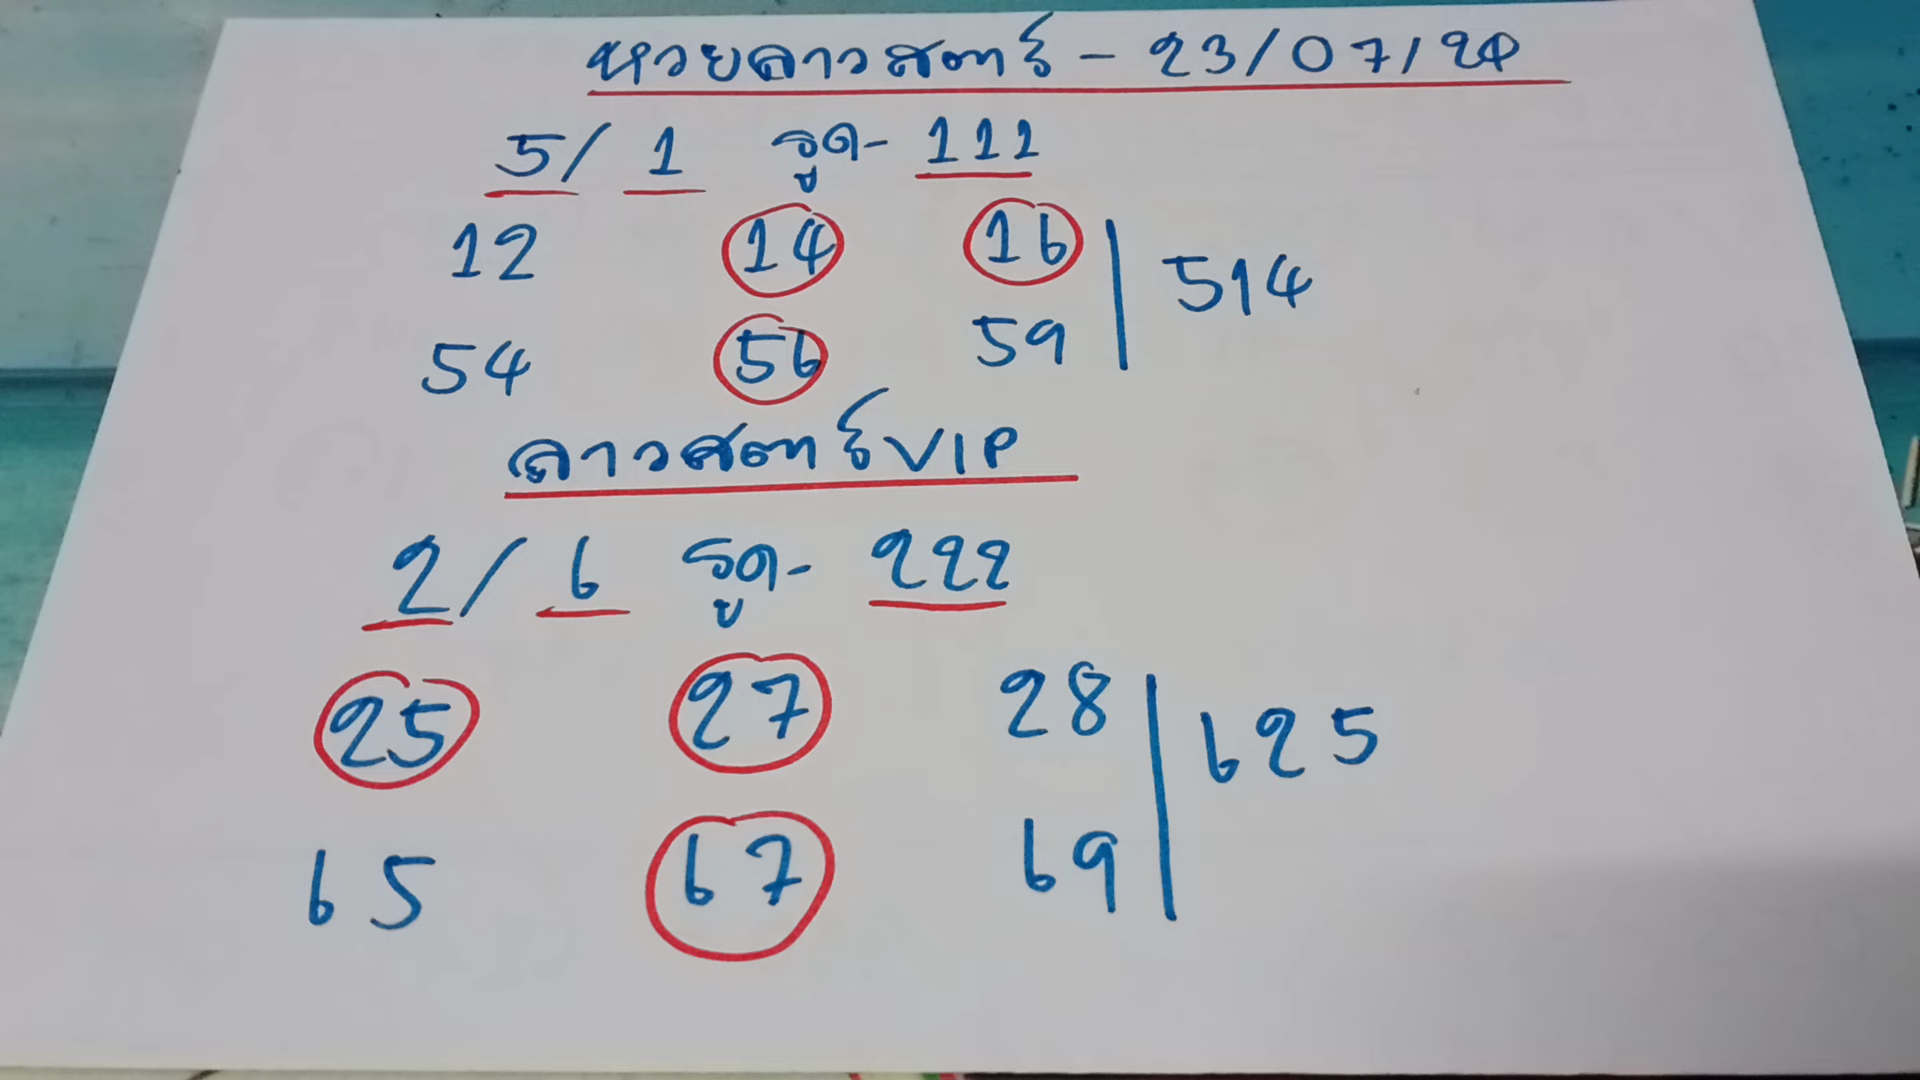 หวยลาวสตาร์ - 23/07/24
5/1 รูด- 111
12 14 16 514
54 56 59
ลาวสตาร์VIP
2/6 รูด- 222
25 27 28 625
65 67 69